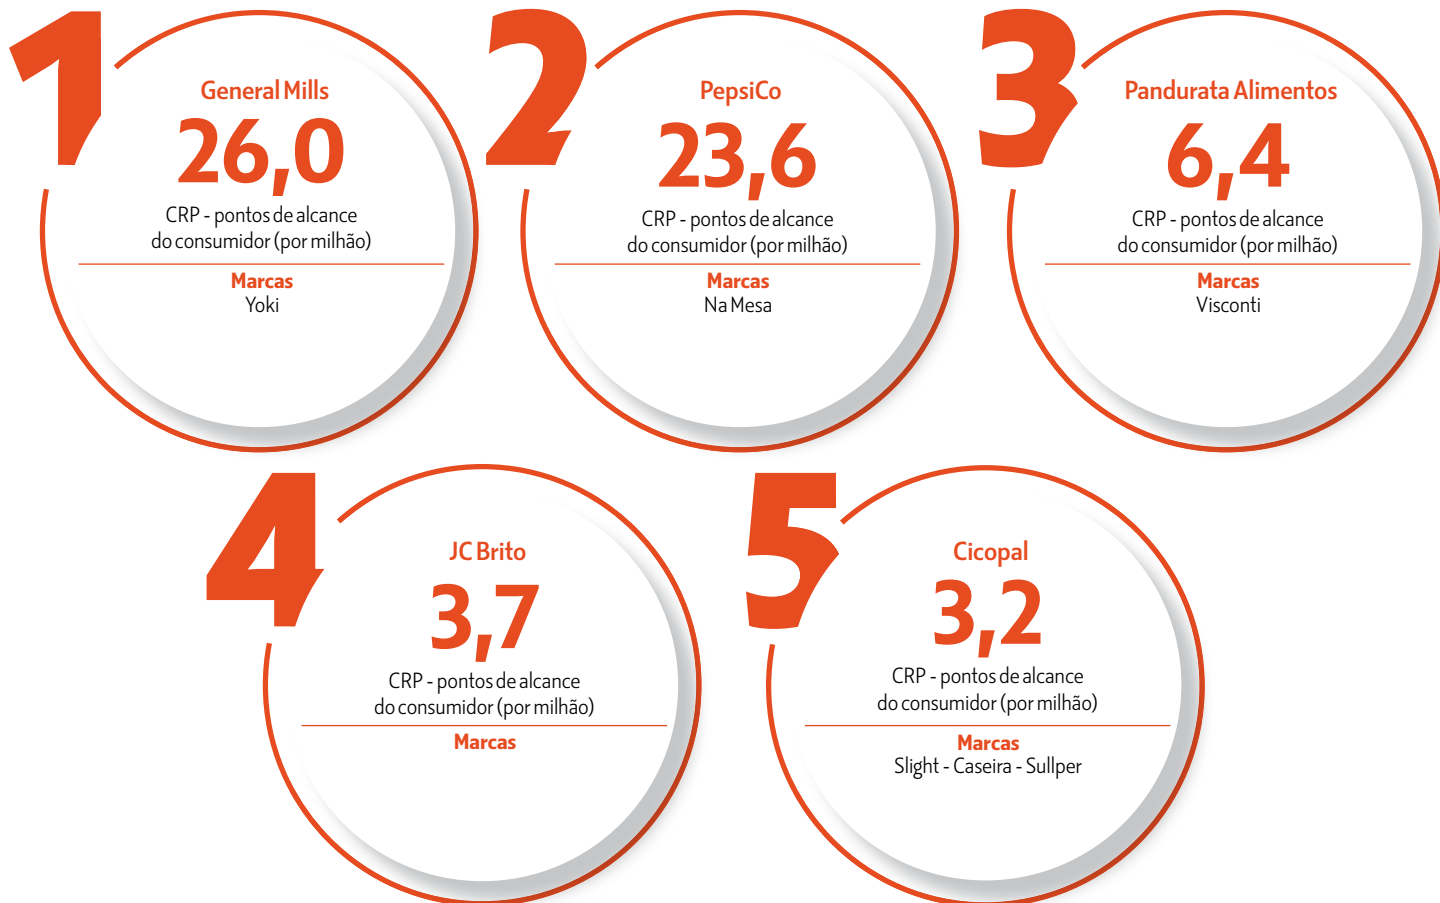 1
General Mills
26,0
CRP - pontos de alcance
do consumidor (por milhão)
Marcas
Yoki
2
PepsiCo
23,6
CRP - pontos de alcance
do consumidor (por milhão)
Marcas
Na Mesa
3
Pandurata Alimentos
6,4
CRP - pontos de alcance
do consumidor (por milhão)
Marcas
Visconti
4
JC Brito
3,7
CRP - pontos de alcance
do consumidor (por milhão)
Marcas
5
Cicopal
3,2
CRP - pontos de alcance
do consumidor (por milhão)
Marcas
Slight - Caseira - Sullper